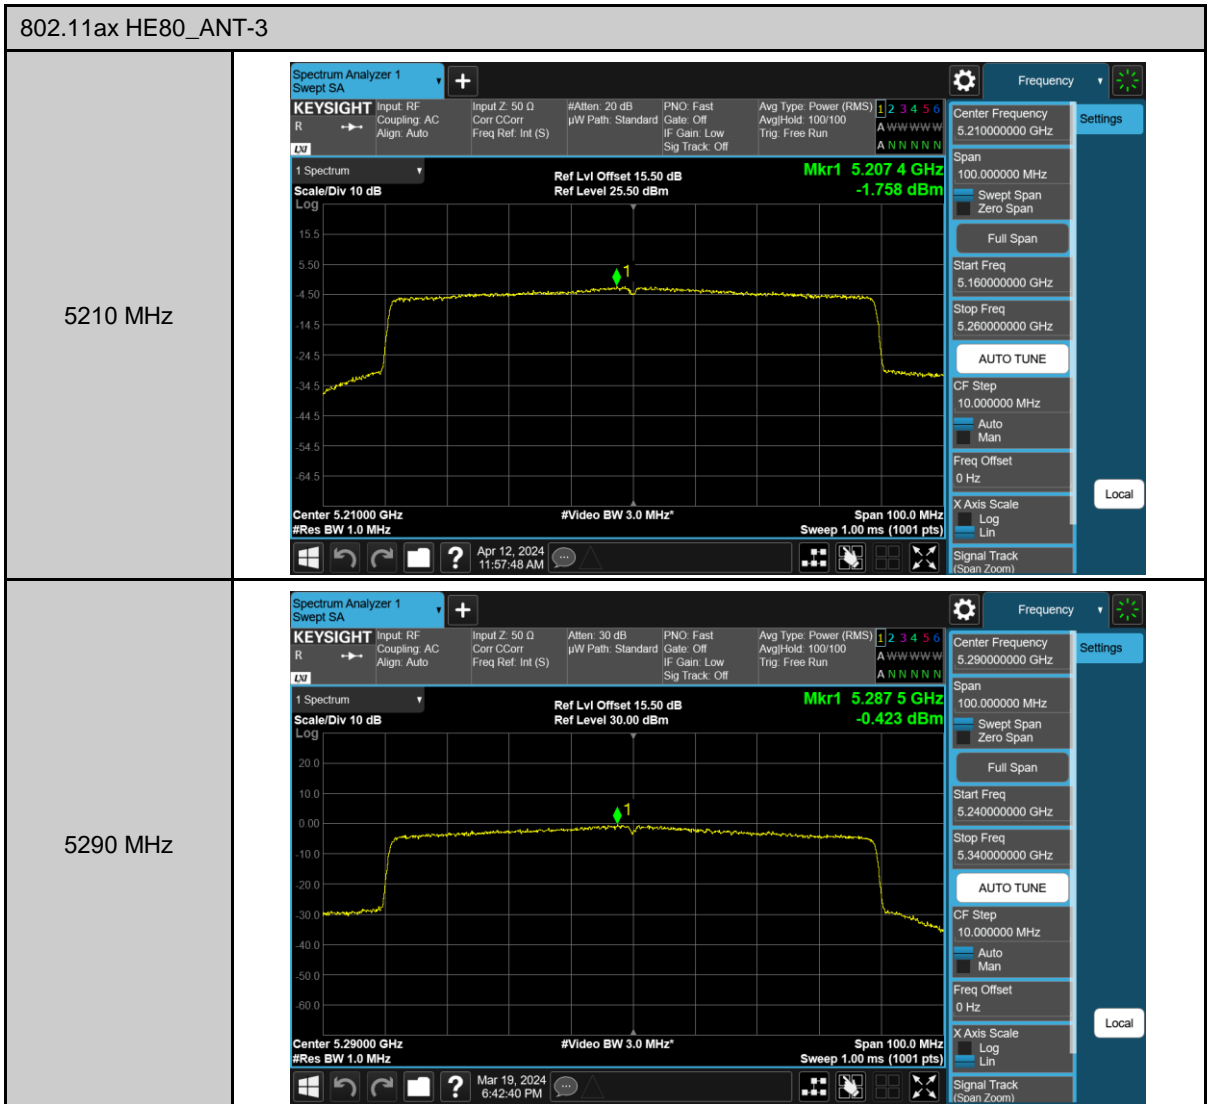 802.11ax HE80_ANT-3
5210 MHz
Spectrum Analyzer 1
Swept SA
Frequency
KEYSIGHT
R
LXI
Input: RF
Coupling: AC
Align: Auto
Input Z: 50 Ω
Corr CCorr
Freq Ref: Int (S)
#Atten: 20 dB
µW Path: Standard
PNO: Fast
Gate: Off
IF Gain: Low
Sig Track: Off
Avg Type: Power (RMS)
Avg|Hold: 100/100
Trig: Free Run
1 2 3 4 5 6
A W W W W W
A N N N N N
1 Spectrum
Scale/Div 10 dB
Log
Ref Lvl Offset 15.50 dB
Ref Level 25.50 dBm
Mkr1 5.207 4 GHz
-1.758 dBm
15.5
5.50
-4.50
-14.5
-24.5
-34.5
-44.5
-54.5
-64.5
1
Center 5.21000 GHz
#Res BW 1.0 MHz
#Video BW 3.0 MHz*
Span 100.0 MHz
Sweep 1.00 ms (1001 pts)
Apr 12, 2024
11:57:48 AM
Center Frequency
5.210000000 GHz
Settings
Span
100.000000 MHz
Swept Span
Zero Span
Full Span
Start Freq
5.160000000 GHz
Stop Freq
5.260000000 GHz
AUTO TUNE
CF Step
10.000000 MHz
Auto
Man
Freq Offset
0 Hz
X Axis Scale
Log
Lin
Local
Signal Track
(Span Zoom)
5290 MHz
Spectrum Analyzer 1
Swept SA
Frequency
KEYSIGHT
R
LXI
Input: RF
Coupling: AC
Align: Auto
Input Z: 50 Ω
Corr CCorr
Freq Ref: Int (S)
Atten: 30 dB
µW Path: Standard
PNO: Fast
Gate: Off
IF Gain: Low
Sig Track: Off
Avg Type: Power (RMS)
Avg|Hold: 100/100
Trig: Free Run
1 2 3 4 5 6
A W W W W W
A N N N N N
1 Spectrum
Scale/Div 10 dB
Log
Ref Lvl Offset 15.50 dB
Ref Level 30.00 dBm
Mkr1 5.287 5 GHz
-0.423 dBm
20.0
10.0
0.00
-10.0
-20.0
-30.0
-40.0
-50.0
-60.0
1
Center 5.29000 GHz
#Res BW 1.0 MHz
#Video BW 3.0 MHz*
Span 100.0 MHz
Sweep 1.00 ms (1001 pts)
Mar 19, 2024
6:42:40 PM
Center Frequency
5.290000000 GHz
Settings
Span
100.000000 MHz
Swept Span
Zero Span
Full Span
Start Freq
5.240000000 GHz
Stop Freq
5.340000000 GHz
AUTO TUNE
CF Step
10.000000 MHz
Auto
Man
Freq Offset
0 Hz
X Axis Scale
Log
Lin
Local
Signal Track
(Span Zoom)